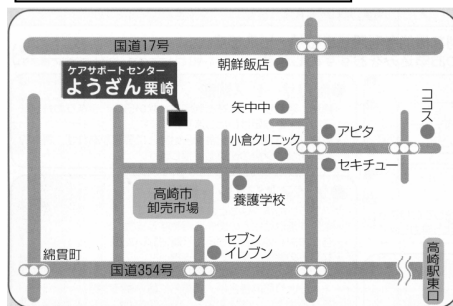 国道17号
朝鮮飯店
ケアサポートセンター
ようざん栗崎
ココス
矢中中
アピタ
小倉クリニック
セキチュー
高崎市
卸売市場
養護学校
セブン
イレブン
綿貫町
国道354号
高崎駅東口